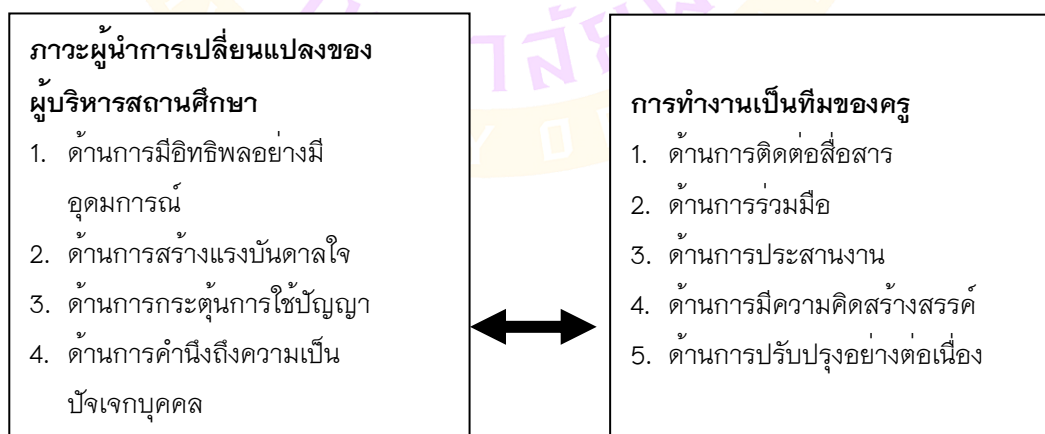 ภาวะผู้นำการเปลี่ยนแปลงของ
ผู้บริหารสถานศึกษา
1. ด้านการมีอิทธิพลอย่างมี
อุดมการณ์
2. ด้านการสร้างแรงบันดาลใจ
3. ด้านการกระตุ้นการใช้ปัญญา
4. ด้านการคำนึงถึงความเป็น
ปัจเจกบุคคล
การทำงานเป็นทีมของครู
1. ด้านการติดต่อสื่อสาร
2. ด้านการร่วมมือ
3. ด้านการประสานงาน
4. ด้านการมีความคิดสร้างสรรค์
5. ด้านการปรับปรุงอย่างต่อเนื่อง